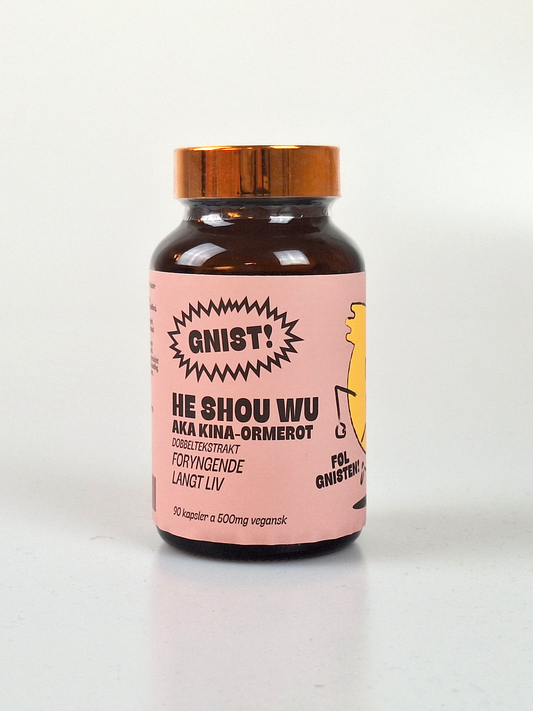 GNIST!
HE SHOU WU
AKA KINA-ORMEROT
DOBBELTEKSTRAKT
FORYNGENDE
LANGT LIV
90 kapsler a 500mg vegansk
FØL
GNISTEN!